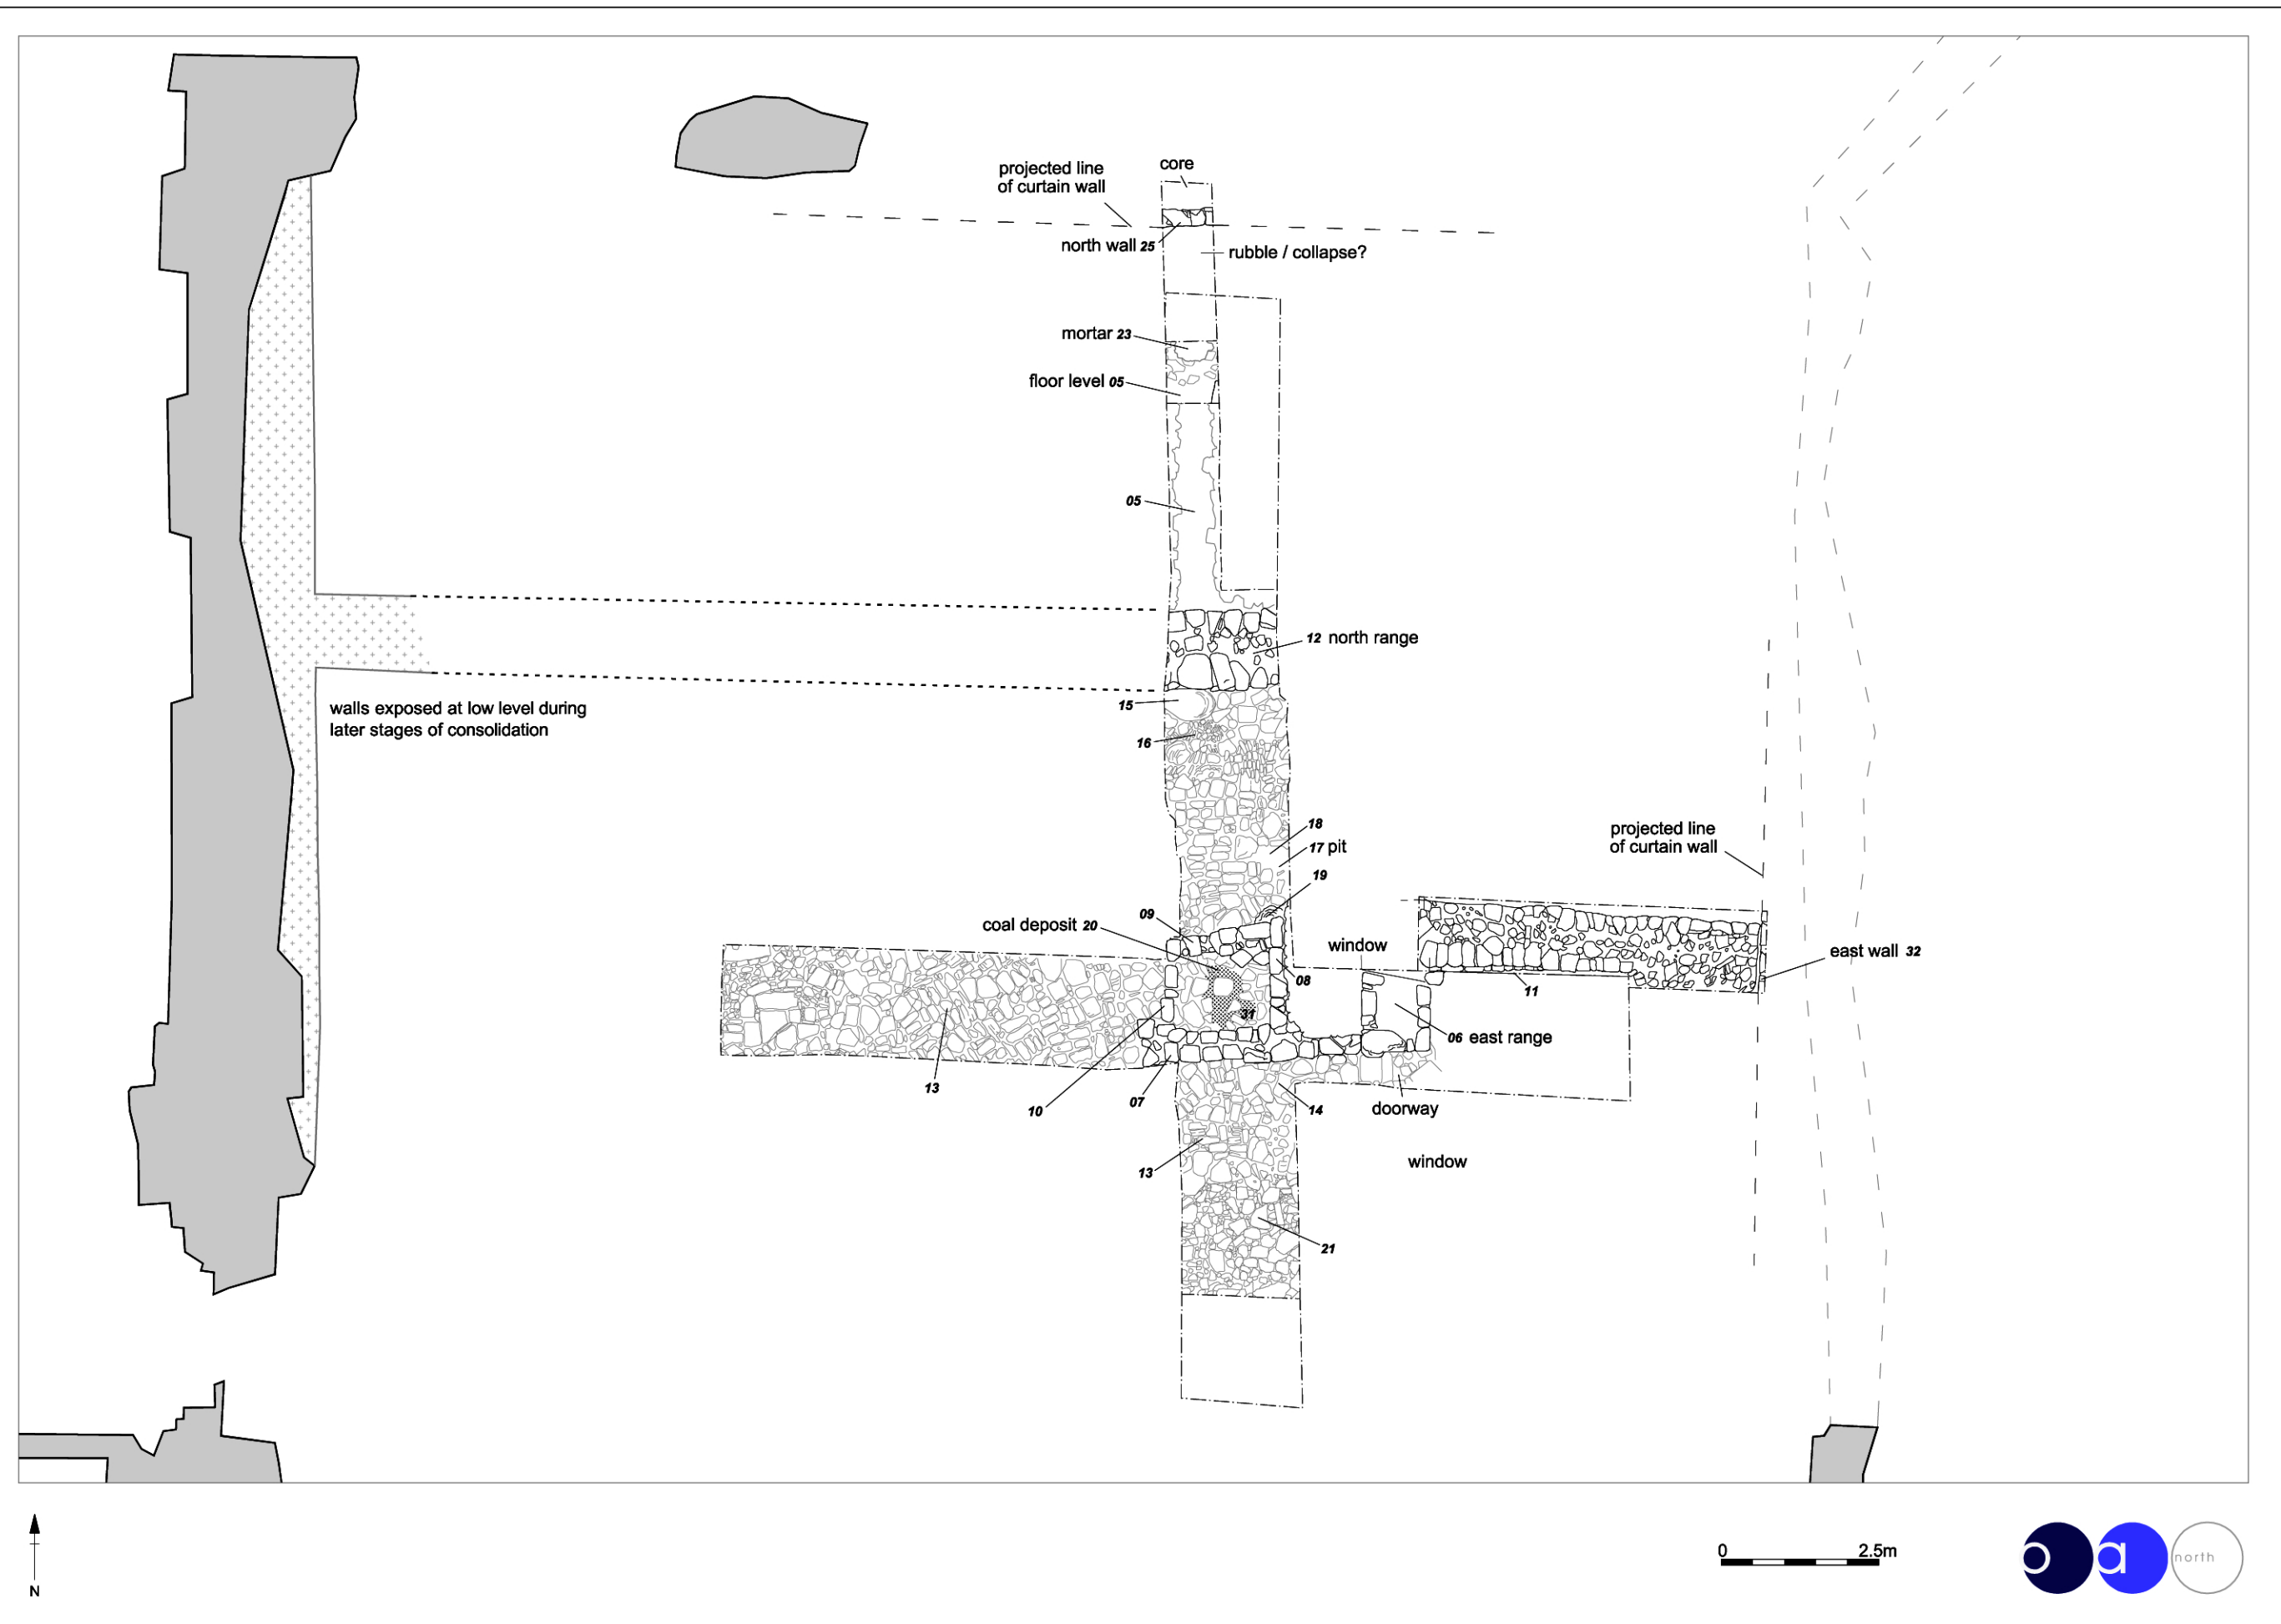 core
projected line
of curtain wall
north wall 25
rubble / collapse?
mortar 23
floor level 05
05
12 north range
15
16
walls exposed at low level during
later stages of consolidation
18
17 pit
19
projected line
of curtain wall
09
coal deposit 20
window
east wall 32
08
11
31
06 east range
13
10
07
14
doorway
13
window
21
N
0 2.5m
oa north